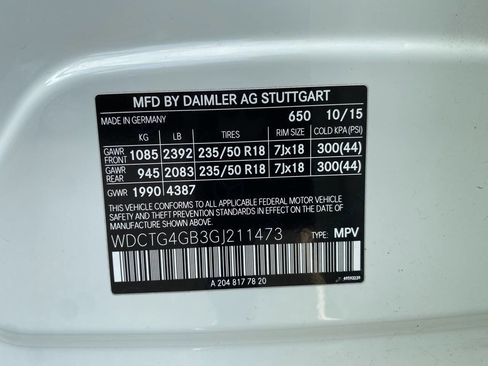 MFD BY DAIMLER AG STUTTGART
MADE IN GERMANY 650 10/15
KG LB TIRES RIM SIZE COLD KPA (PSI)
GAWR FRONT 1085 2392 235/50 R18 7Jx18 300(44)
GAWR REAR 945 2083 235/50 R18 7Jx18 300(44)
GVWR 1990 4387
THIS VEHICLE CONFORMS TO ALL APPLICABLE FEDERAL MOTOR VEHICLE
SAFETY BUMPER, AND THEFT PREVENTION STANDARDS IN EFFECT ON THE
DATE OF MANUFACTURE SHOWN ABOVE.
WDCTG4GB3GJ211473 TYPE: MPV
A 204 817 78 20